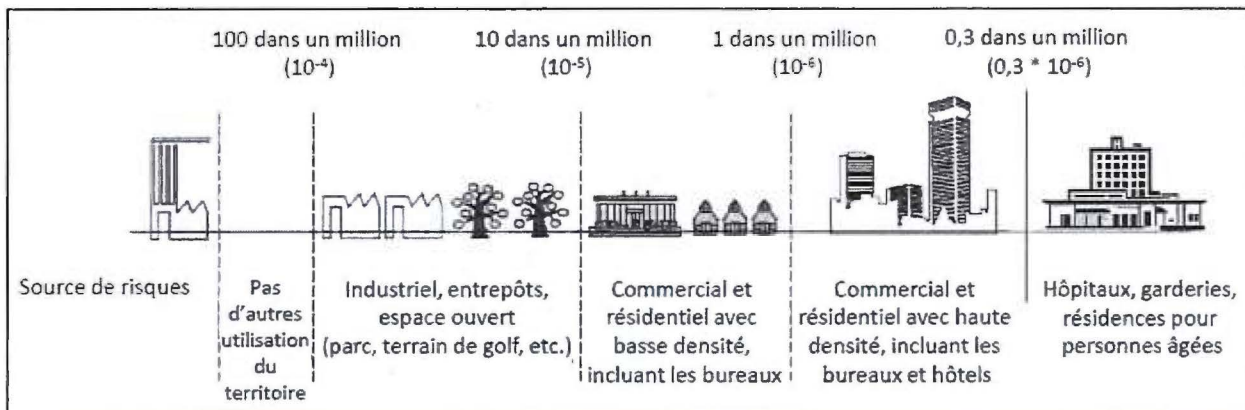 100 dans un million
(10⁻⁴)
10 dans un million
(10⁻⁵)
1 dans un million
(10⁻⁶)
0,3 dans un million
(0,3 * 10⁻⁶)
Source de risques
Pas
d'autres
utilisation
du
territoire
Industriel, entrepôts,
espace ouvert
(parc, terrain de golf, etc.)
Commercial et
résidentiel avec
basse densité,
incluant les bureaux
Commercial et
résidentiel avec haute
densité, incluant les
bureaux et hôtels
Hôpitaux, garderies,
résidences pour
personnes âgées